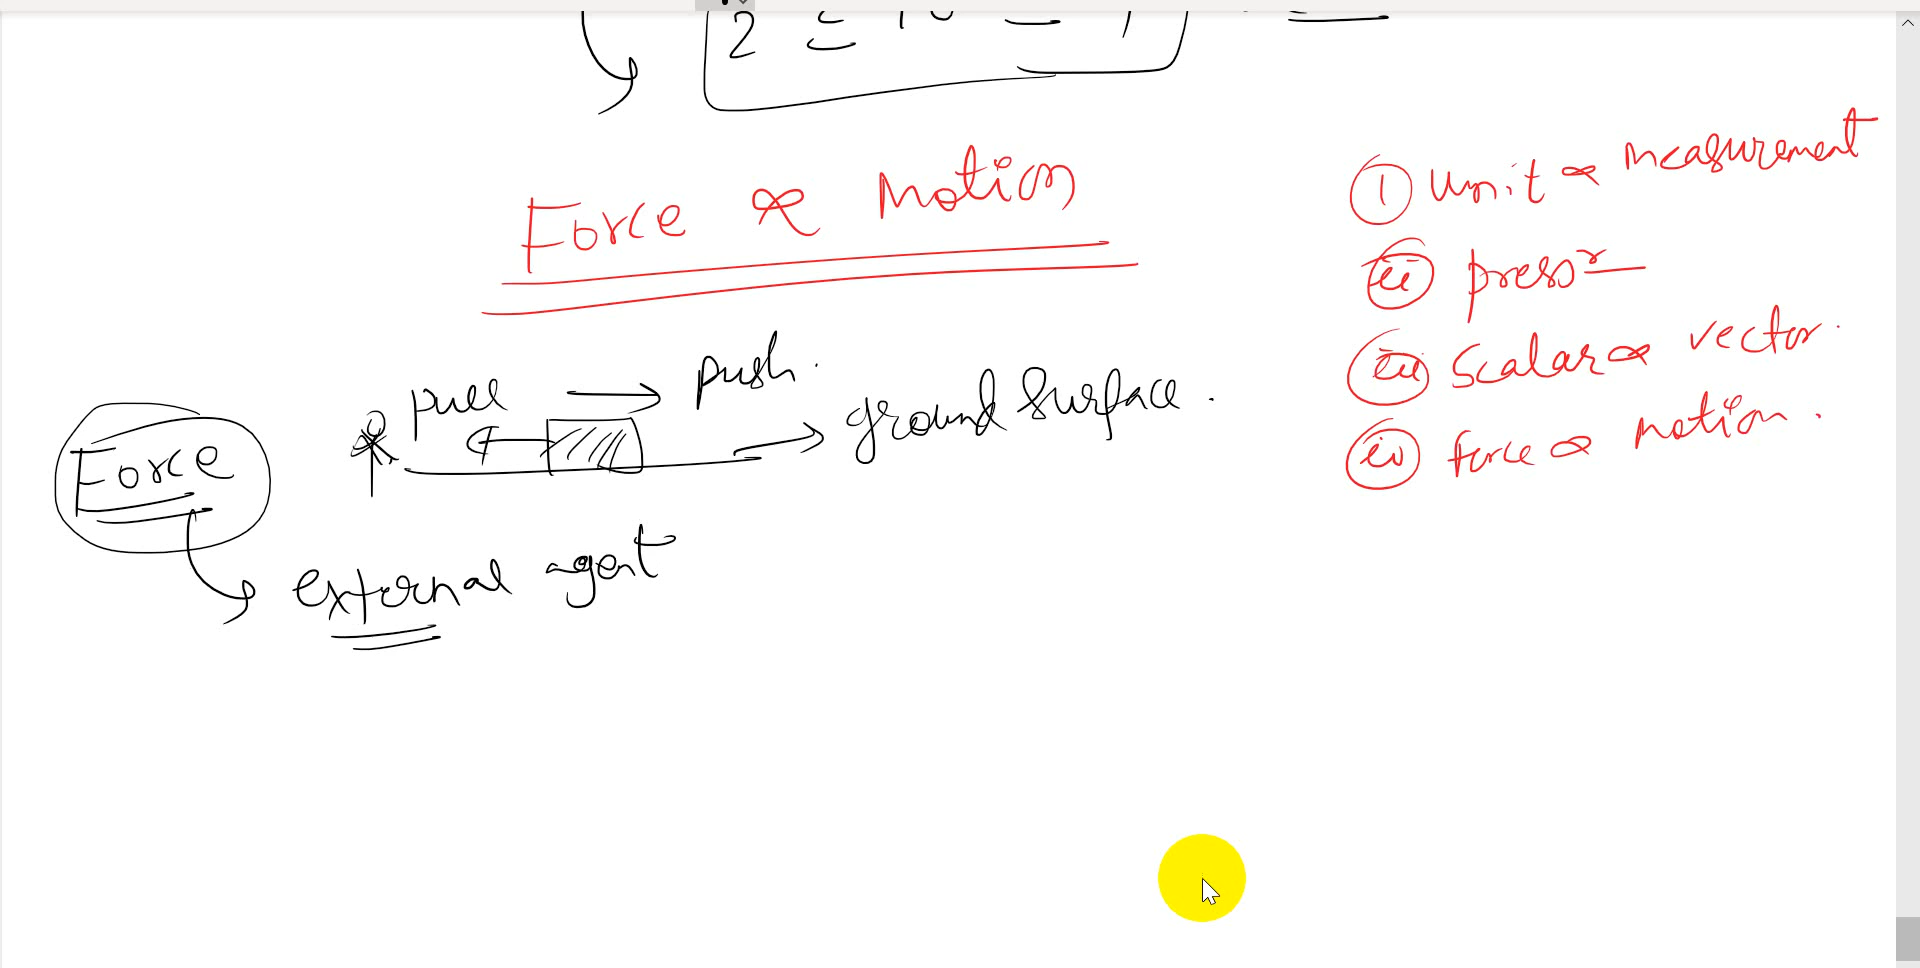 Force & Motion
① unit & measurement
ⅱ press^r
ⅲ Scalar & vector.
ⅳ force & motion.
pull → push.
→ ground surface.
Force
external agent